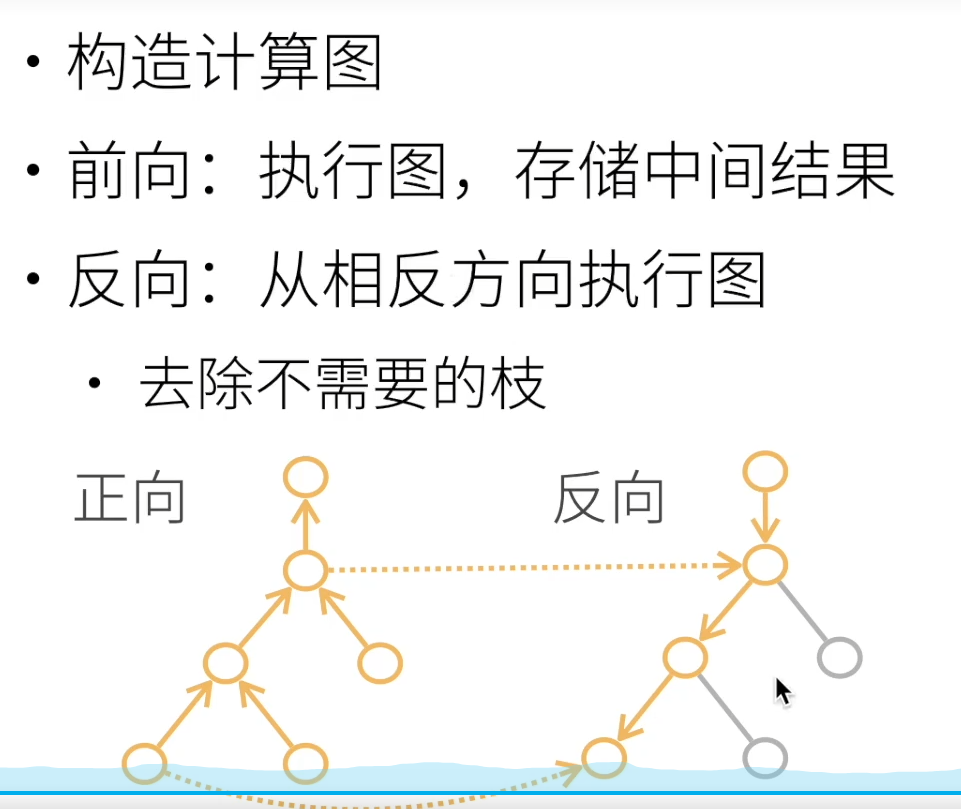 • 构造计算图
• 前向：执行图，存储中间结果
• 反向：从相反方向执行图
• 去除不需要的枝
正向
反向